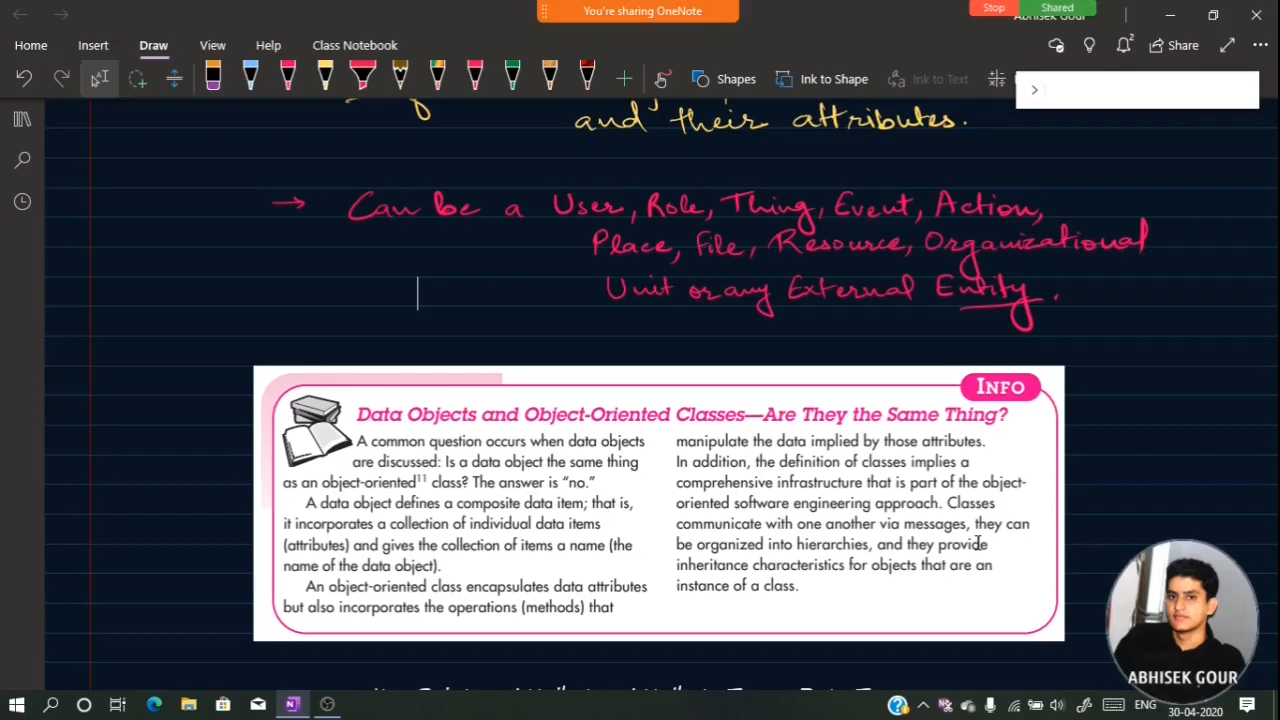 You're sharing OneNote
Stop
Shared
Abhisek Gour
Home
Insert
Draw
View
Help
Class Notebook
Share
Shapes
Ink to Shape
Ink to Text
and their attributes.
→ Can be a User, Role, Thing, Event, Action,
Place, File, Resource, Organizational
Unit or any External Entity.
INFO
Data Objects and Object-Oriented Classes—Are They the Same Thing?
A common question occurs when data objects
are discussed: Is a data object the same thing
as an object-oriented11 class? The answer is “no.”
A data object defines a composite data item; that is,
it incorporates a collection of individual data items
(attributes) and gives the collection of items a name (the
name of the data object).
An object-oriented class encapsulates data attributes
but also incorporates the operations (methods) that
manipulate the data implied by those attributes.
In addition, the definition of classes implies a
comprehensive infrastructure that is part of the object-
oriented software engineering approach. Classes
communicate with one another via messages, they can
be organized into hierarchies, and they provide
inheritance characteristics for objects that are an
instance of a class.
ABHISEK GOUR
ENG
30-04-2020